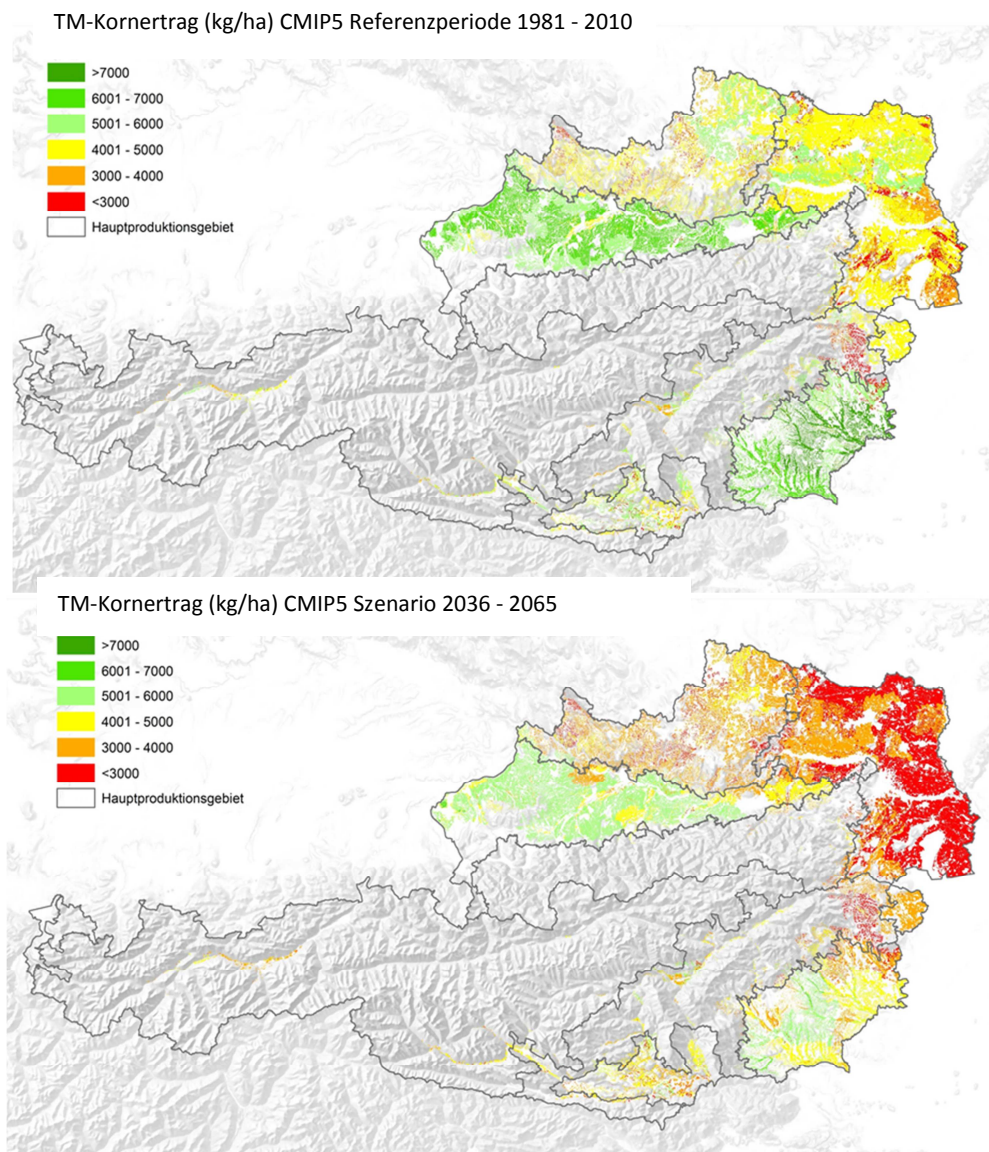 TM-Kornertrag (kg/ha) CMIP5 Referenzperiode 1981 - 2010
>7000
6001 - 7000
5001 - 6000
4001 - 5000
3000 - 4000
<3000
Hauptproduktionsgebiet
TM-Kornertrag (kg/ha) CMIP5 Szenario 2036 - 2065
>7000
6001 - 7000
5001 - 6000
4001 - 5000
3000 - 4000
<3000
Hauptproduktionsgebiet